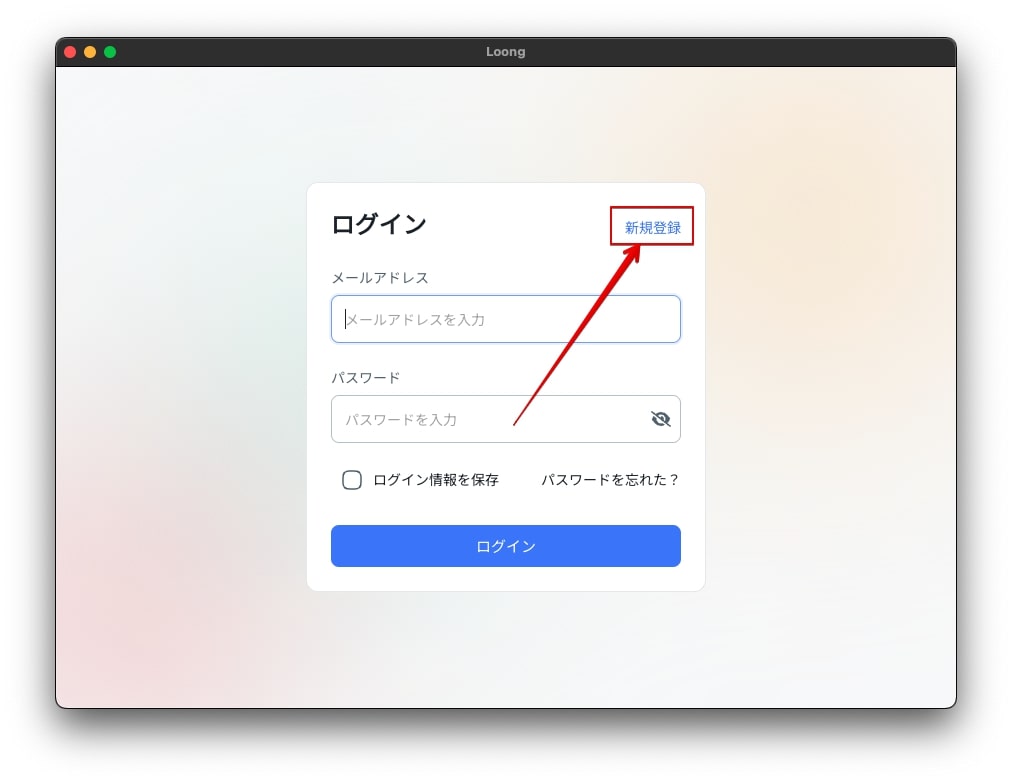 Loong
ログイン
新規登録
メールアドレス
メールアドレスを入力
パスワード
パスワードを入力
ログイン情報を保存
パスワードを忘れた？
ログイン